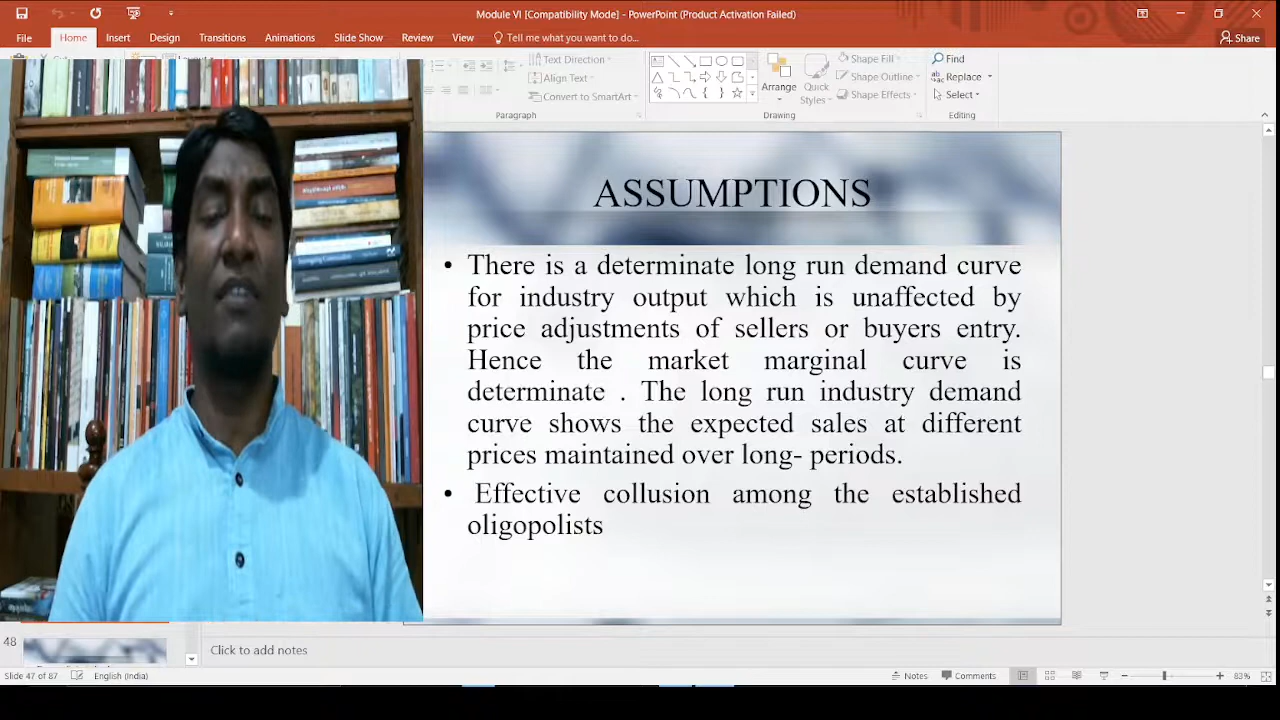 Module VI [Compatibility Mode] - PowerPoint (Product Activation Failed)
File Home Insert Design Transitions Animations Slide Show Review View Tell me what you want to do... Share
Text Direction
Align Text
Convert to SmartArt
Paragraph
Arrange
Quick
Styles
Shape Fill
Shape Outline
Shape Effects
Drawing
Find
Replace
Select
Editing
ASSUMPTIONS
• There is a determinate long run demand curve
for industry output which is unaffected by
price adjustments of sellers or buyers entry.
Hence the market marginal curve is
determinate . The long run industry demand
curve shows the expected sales at different
prices maintained over long- periods.
• Effective collusion among the established
oligopolists
48
Click to add notes
Slide 47 of 87 English (India) Notes Comments 83%